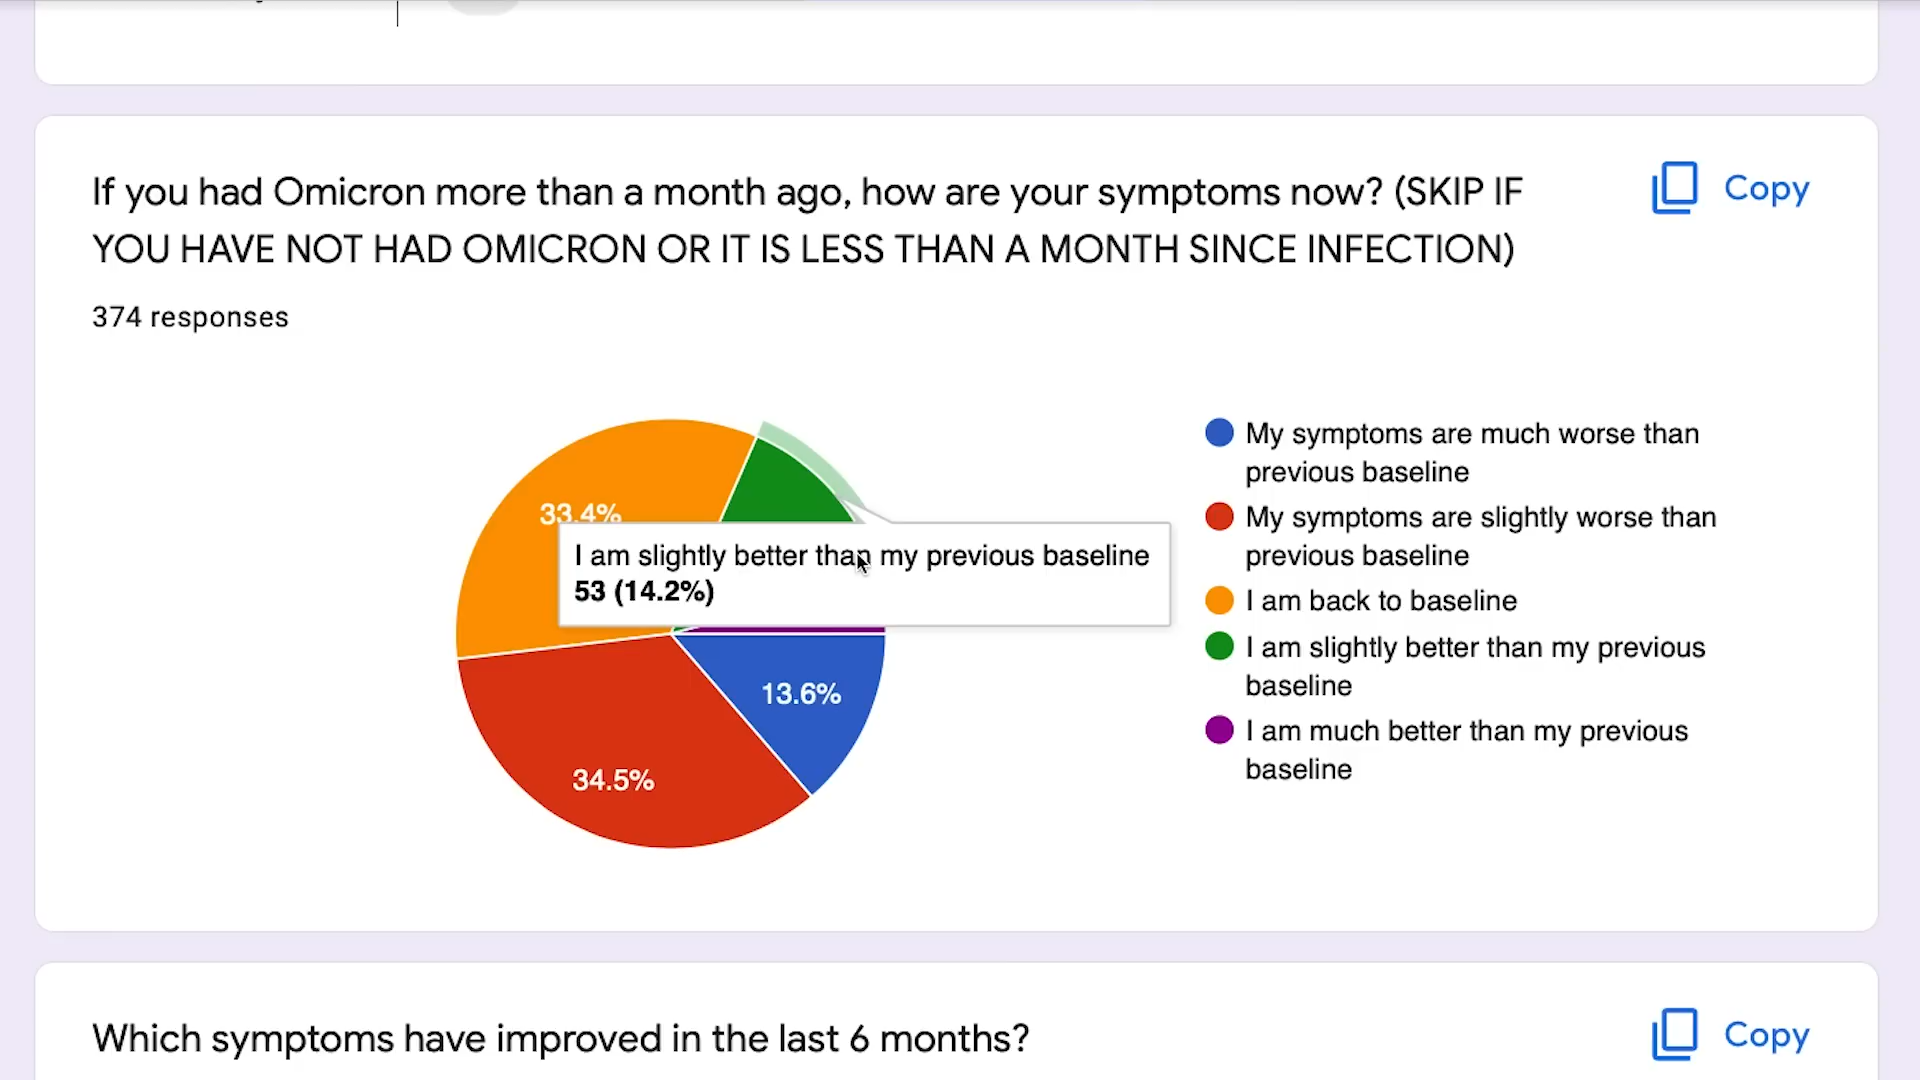 If you had Omicron more than a month ago, how are your symptoms now? (SKIP IF
YOU HAVE NOT HAD OMICRON OR IT IS LESS THAN A MONTH SINCE INFECTION)
Copy
374 responses
33.4%
I am slightly better than my previous baseline
53 (14.2%)
13.6%
34.5%
My symptoms are much worse than
previous baseline
My symptoms are slightly worse than
previous baseline
I am back to baseline
I am slightly better than my previous
baseline
I am much better than my previous
baseline
Which symptoms have improved in the last 6 months?
Copy